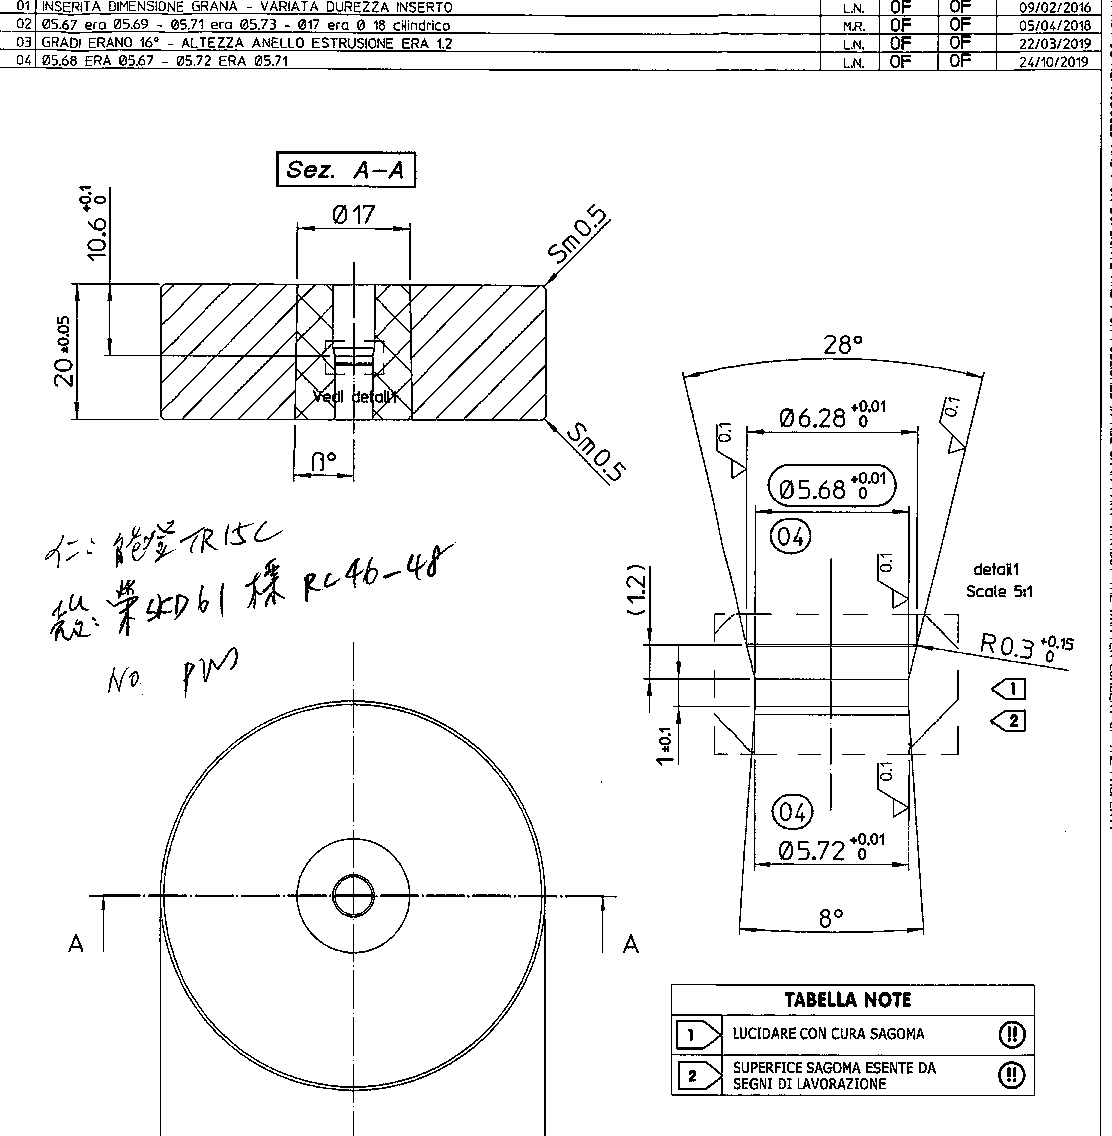 01 INSERITA DIMENSIONE GRANA - VARIATA DUREZZA INSERTO L.N. OF OF 09/02/2016
02 Ø5.67 era Ø5.69 - Ø5.71 era Ø5.73 - Ø17 era Ø 18 cilindrico M.R. OF OF 05/04/2018
03 GRADI ERANO 16° - ALTEZZA ANELLO ESTRUSIONE ERA 1.2 L.N. OF OF 22/03/2019
04 Ø5.68 ERA Ø5.67 - Ø5.72 ERA Ø5.71 L.N. OF OF 24/10/2019
Sez. A-A
Ø17
10.6 +0.1 0
Sm0.5
20 ±0.05
Vedi detail1
Sm0.5
β°
仁: TR15C
殼: 榮SKD61 RC46-48
No. PVD
A A
28°
Ø6.28 +0.01 0
0.1
0.1
Ø5.68 +0.01 0
04
0.1
detail1
Scale 5:1
(1.2)
R0.3 +0.15 0
1
2
1±0.1
0.1
04
Ø5.72 +0.01 0
8°
TABELLA NOTE
1 LUCIDARE CON CURA SAGOMA !!
2 SUPERFICE SAGOMA ESENTE DA
SEGNI DI LAVORAZIONE !!